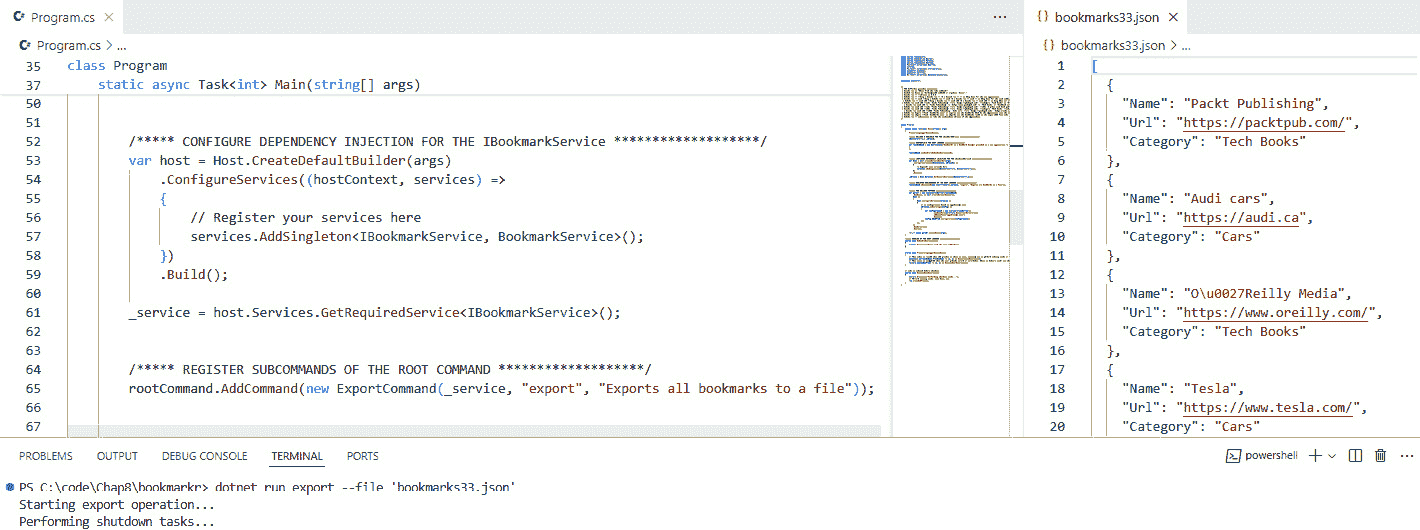 Program.cs
Program.cs > ...
35 class Program
37 static async Task<int> Main(string[] args)
50
51
52 /***** CONFIGURE DEPENDENCY INJECTION FOR THE IBookmarkService *******************/
53 var host = Host.CreateDefaultBuilder(args)
54 .ConfigureServices((hostContext, services) =>
55 {
56 // Register your services here
57 services.AddSingleton<IBookmarkService, BookmarkService>();
58 })
59 .Build();
60
61 _service = host.Services.GetRequiredService<IBookmarkService>();
62
63
64 /***** REGISTER SUBCOMMANDS OF THE ROOT COMMAND *******************/
65 rootCommand.AddCommand(new ExportCommand(_service, "export", "Exports all bookmarks to a file"));
66
67
{} bookmarks33.json
{} bookmarks33.json > ...
1 [
2 {
3 "Name": "Packt Publishing",
4 "Url": "https://packtpub.com/",
5 "Category": "Tech Books"
6 },
7 {
8 "Name": "Audi cars",
9 "Url": "https://audi.ca",
10 "Category": "Cars"
11 },
12 {
13 "Name": "O\u0027Reilly Media",
14 "Url": "https://www.oreilly.com/",
15 "Category": "Tech Books"
16 },
17 {
18 "Name": "Tesla",
19 "Url": "https://www.tesla.com/",
20 "Category": "Cars"
PROBLEMS OUTPUT DEBUG CONSOLE TERMINAL PORTS powershell
PS C:\code\Chap8\bookmarkr> dotnet run export --file 'bookmarks33.json'
Starting export operation...
Performing shutdown tasks...